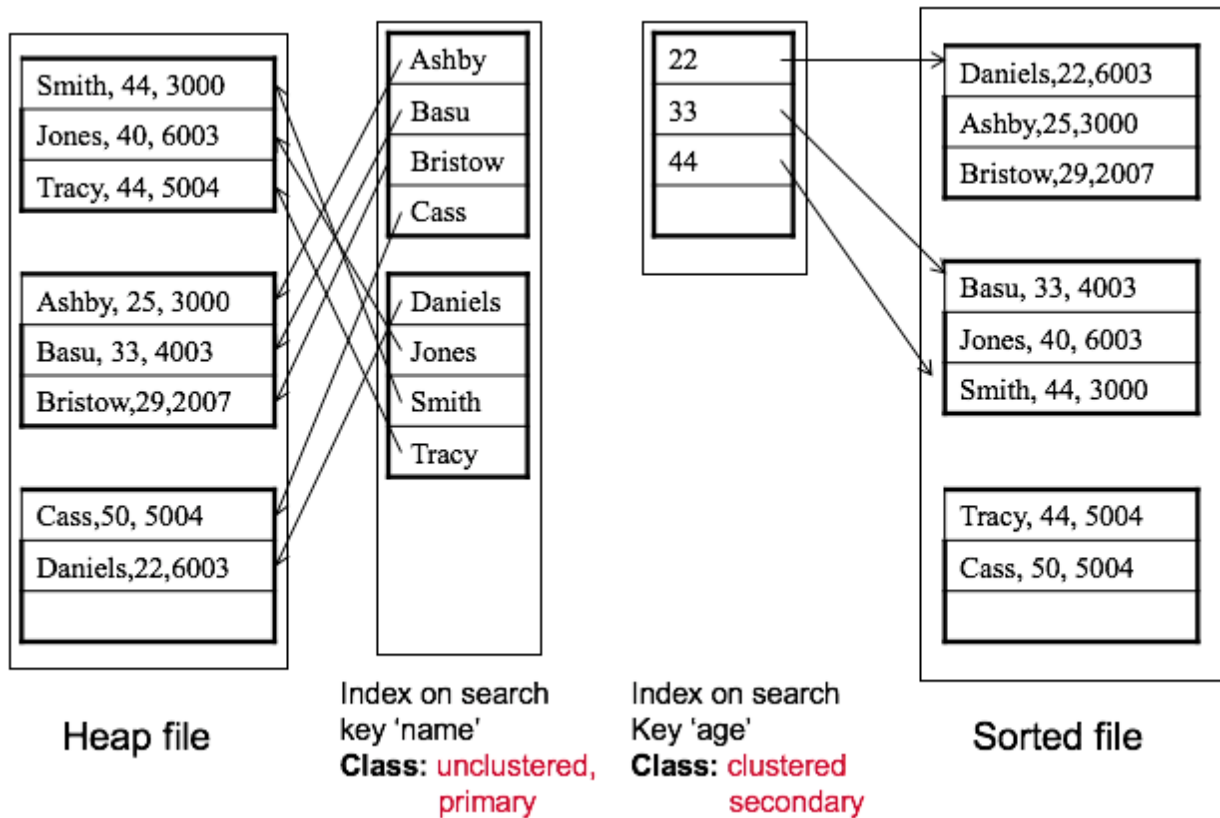 Smith, 44, 3000
Jones, 40, 6003
Tracy, 44, 5004
Ashby, 25, 3000
Basu, 33, 4003
Bristow,29,2007
Cass,50, 5004
Daniels,22,6003
Heap file
Ashby
Basu
Bristow
Cass
Daniels
Jones
Smith
Tracy
Index on search
key 'name'
Class: unclustered,
primary
22
33
44
Index on search
Key 'age'
Class: clustered
secondary
Daniels,22,6003
Ashby,25,3000
Bristow,29,2007
Basu, 33, 4003
Jones, 40, 6003
Smith, 44, 3000
Tracy, 44, 5004
Cass, 50, 5004
Sorted file